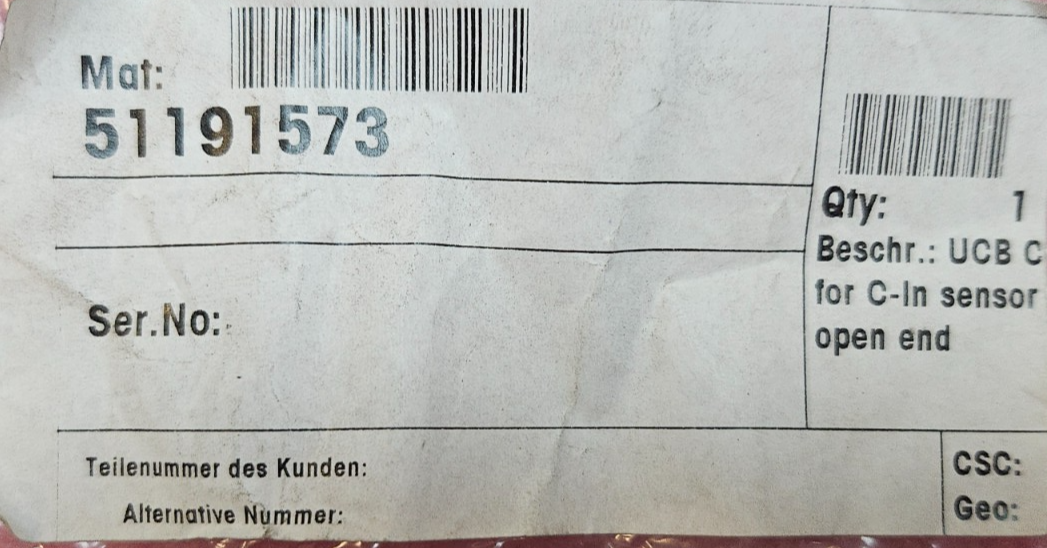 Mat:
51191573
Qty: 1
Beschr.: UCB C
for C-In sensor
open end
Ser.No:
Teilenummer des Kunden:
Alternative Nummer:
CSC:
Geo: